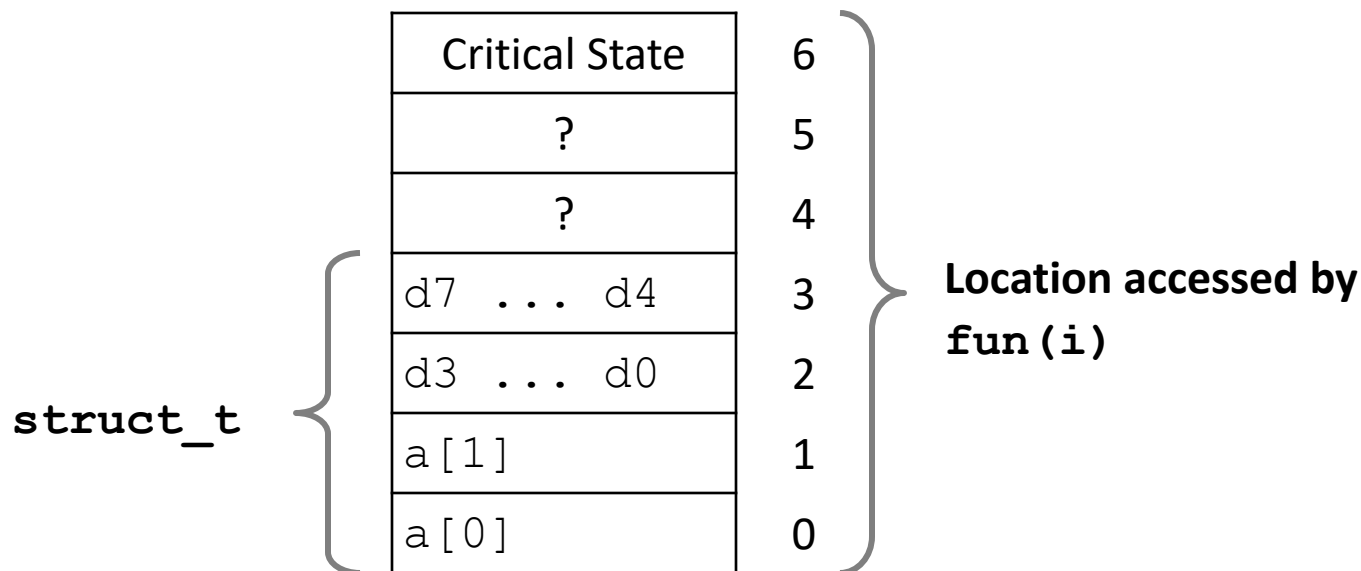 Critical State 6
? 5
? 4
d7 ... d4 3
d3 ... d0 2
a[1] 1
a[0] 0
struct_t
Location accessed by
fun(i)